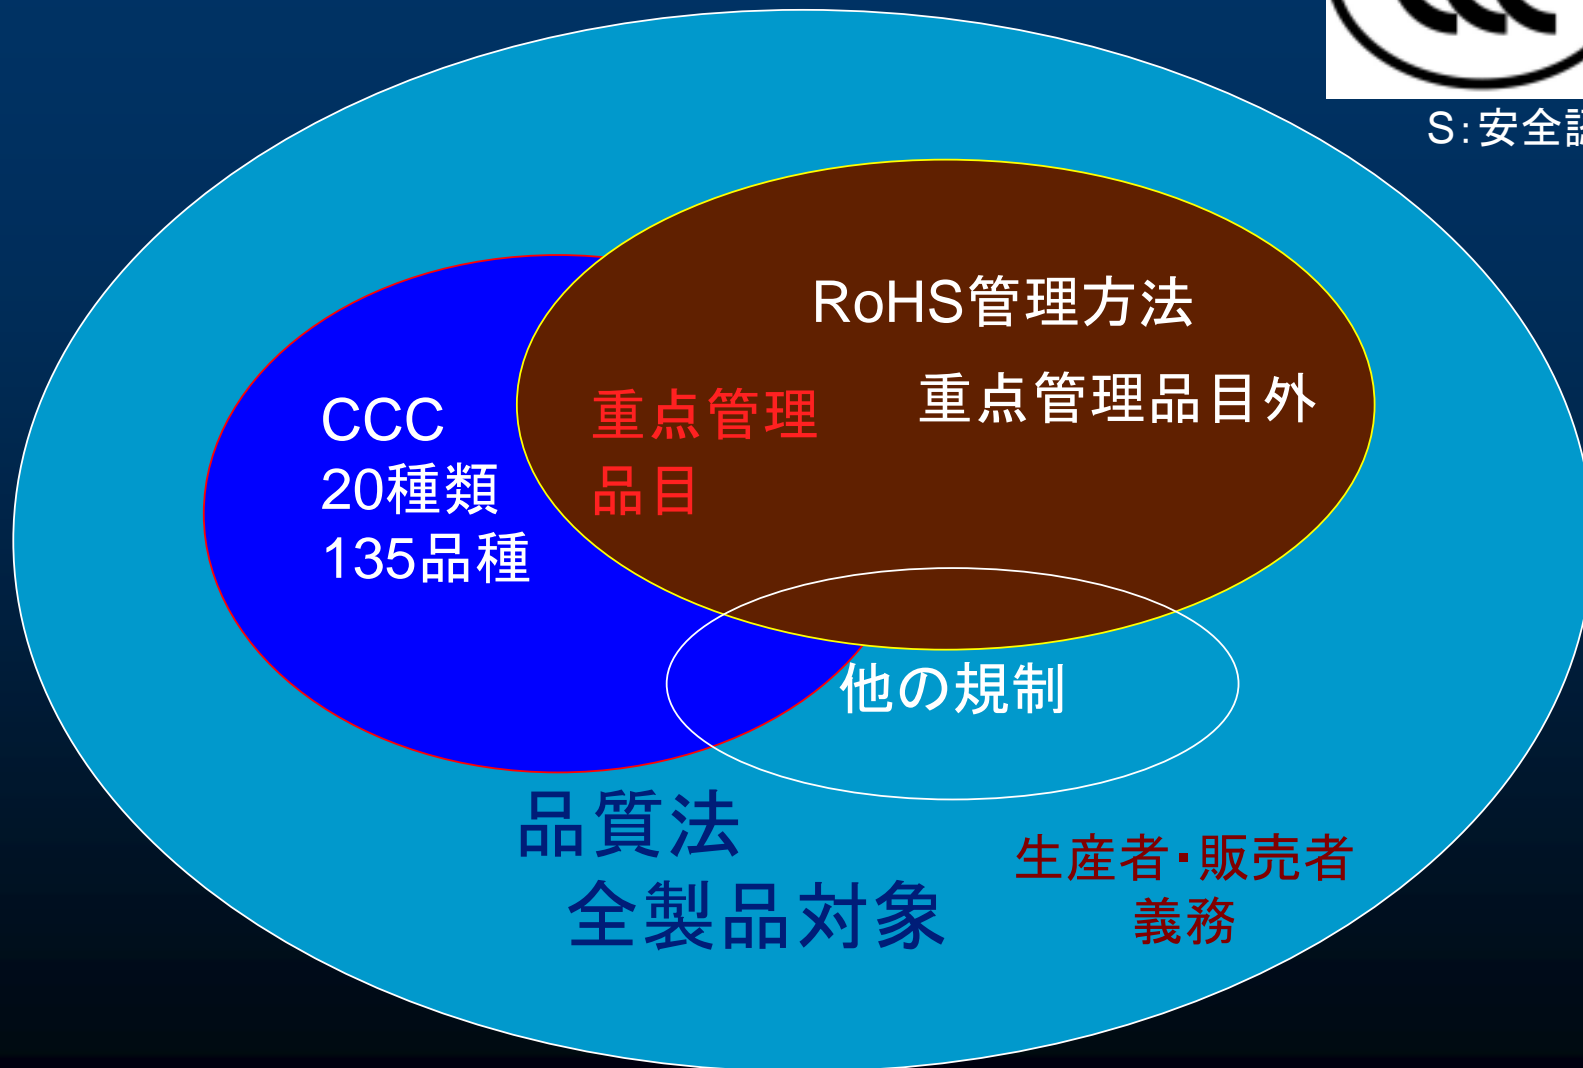 S:安全
RoHS管理方法
重点管理品目外
CCC
20種類
135品種
重点管理
品目
他の規制
品質法
全製品対象
生産者・販売者
義務